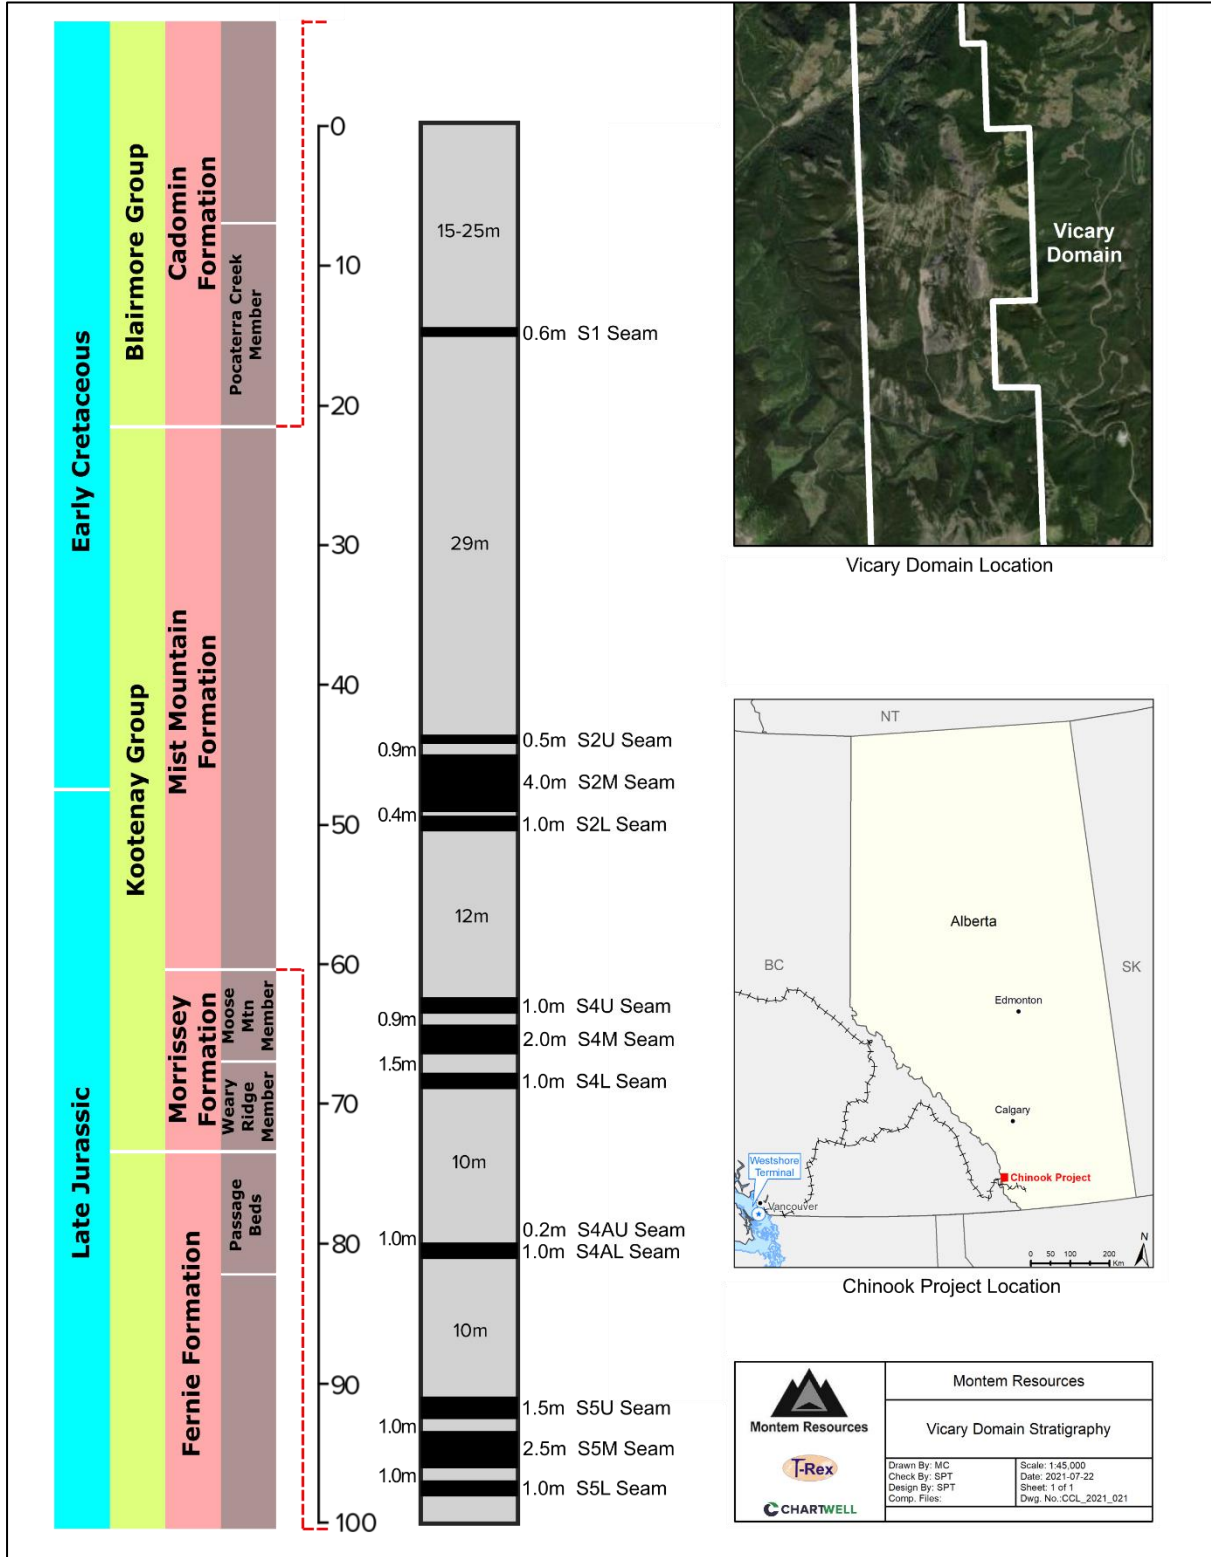 Early Cretaceous
Late Jurassic
Blairmore Group
Kootenay Group
Cadomin
Formation
Mist Mountain
Formation
Morrissey
Formation
Fernie Formation
Pocaterra Creek
Member
Moose
Mtn
Member
Weary
Ridge
Member
Passage
Beds
0
10
20
30
40
50
60
70
80
90
100
15-25m
0.6m S1 Seam
29m
0.5m S2U Seam
0.9m
4.0m S2M Seam
0.4m
1.0m S2L Seam
12m
1.0m S4U Seam
0.9m
2.0m S4M Seam
1.5m
1.0m S4L Seam
10m
0.2m S4AU Seam
1.0m
1.0m S4AL Seam
10m
1.5m S5U Seam
1.0m
2.5m S5M Seam
1.0m
1.0m S5L Seam
Vicary
Domain
Vicary Domain Location
NT
BC
Alberta
SK
Edmonton
Calgary
Westshore
Terminal
Chinook Project
Vancouver
N
0 50 100 200
Km
Chinook Project Location
Montem Resources
T-Rex
CHARTWELL
Montem Resources
Vicary Domain Stratigraphy
Drawn By: MC
Check By: SPT
Design By: SPT
Comp. Files:
Scale: 1:45,000
Date: 2021-07-22
Sheet: 1 of 1
Dwg. No.:CCL_2021_021